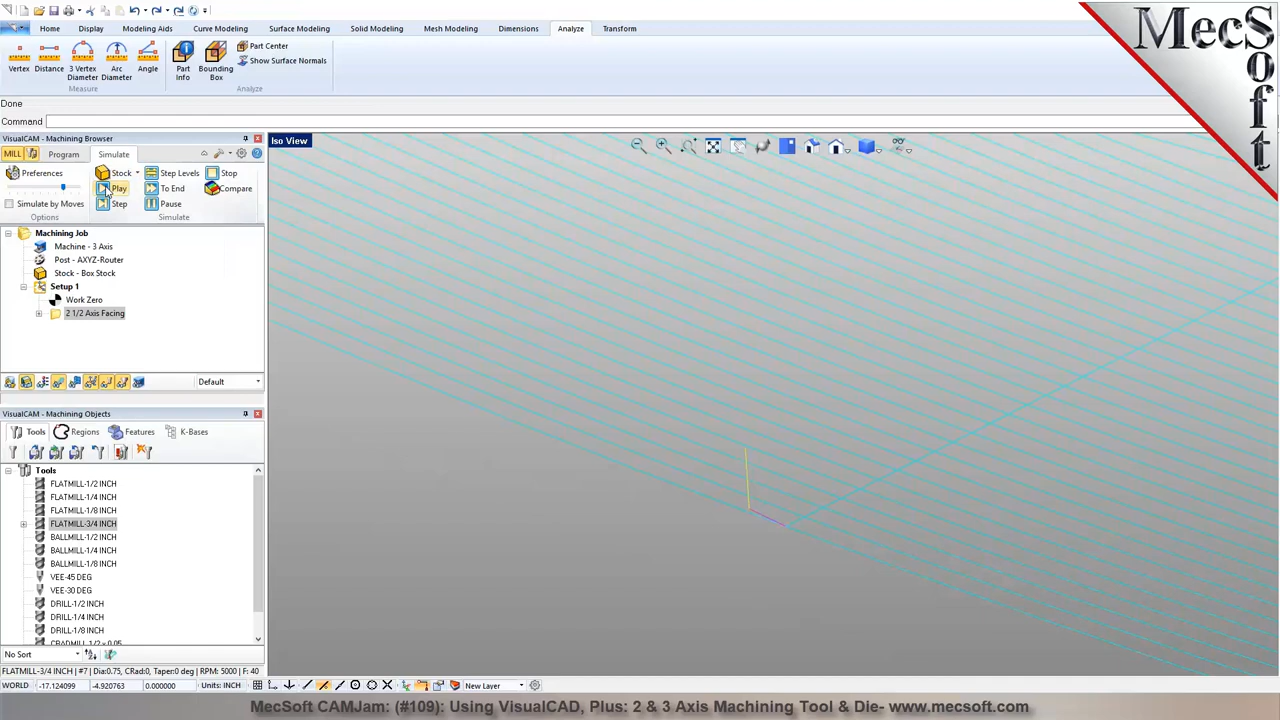 Home Display Modeling Aids Curve Modeling Surface Modeling Solid Modeling Mesh Modeling Dimensions Analyze Transform
Vertex Distance 3 Vertex Diameter Arc Diameter Angle
Measure
Part Info Bounding Box Part Center
Show Surface Normals
Analyze
MecSoft
Done
Command
VisualCAM - Machining Browser
Iso View
MILL Program Simulate
Preferences Stock Step Levels Stop
Play To End Compare
Simulate by Moves Step Pause
Options Simulate
Machining Job
Machine - 3 Axis
Post - AXYZ-Router
Stock - Box Stock
Setup 1
Work Zero
2 1/2 Axis Facing
Default
VisualCAM - Machining Objects
Tools Regions Features K-Bases
Tools
FLATMILL-1/2 INCH
FLATMILL-1/4 INCH
FLATMILL-1/8 INCH
FLATMILL-3/4 INCH
BALLMILL-1/2 INCH
BALLMILL-1/4 INCH
BALLMILL-1/8 INCH
VEE-45 DEG
VEE-30 DEG
DRILL-1/2 INCH
DRILL-1/4 INCH
DRILL-1/8 INCH
CRADMILL-1/2 x 0.05
No Sort
FLATMILL-3/4 INCH | #7 | Dia:0.75, CRad:0, Taper:0 deg | RPM: 5000 | F: 40
WORLD -17.124099 -4.920763 0.000000 Units: INCH New Layer
MecSoft CAMJam: (#109): Using VisualCAD, Plus: 2 & 3 Axis Machining Tool & Die- www.mecsoft.com